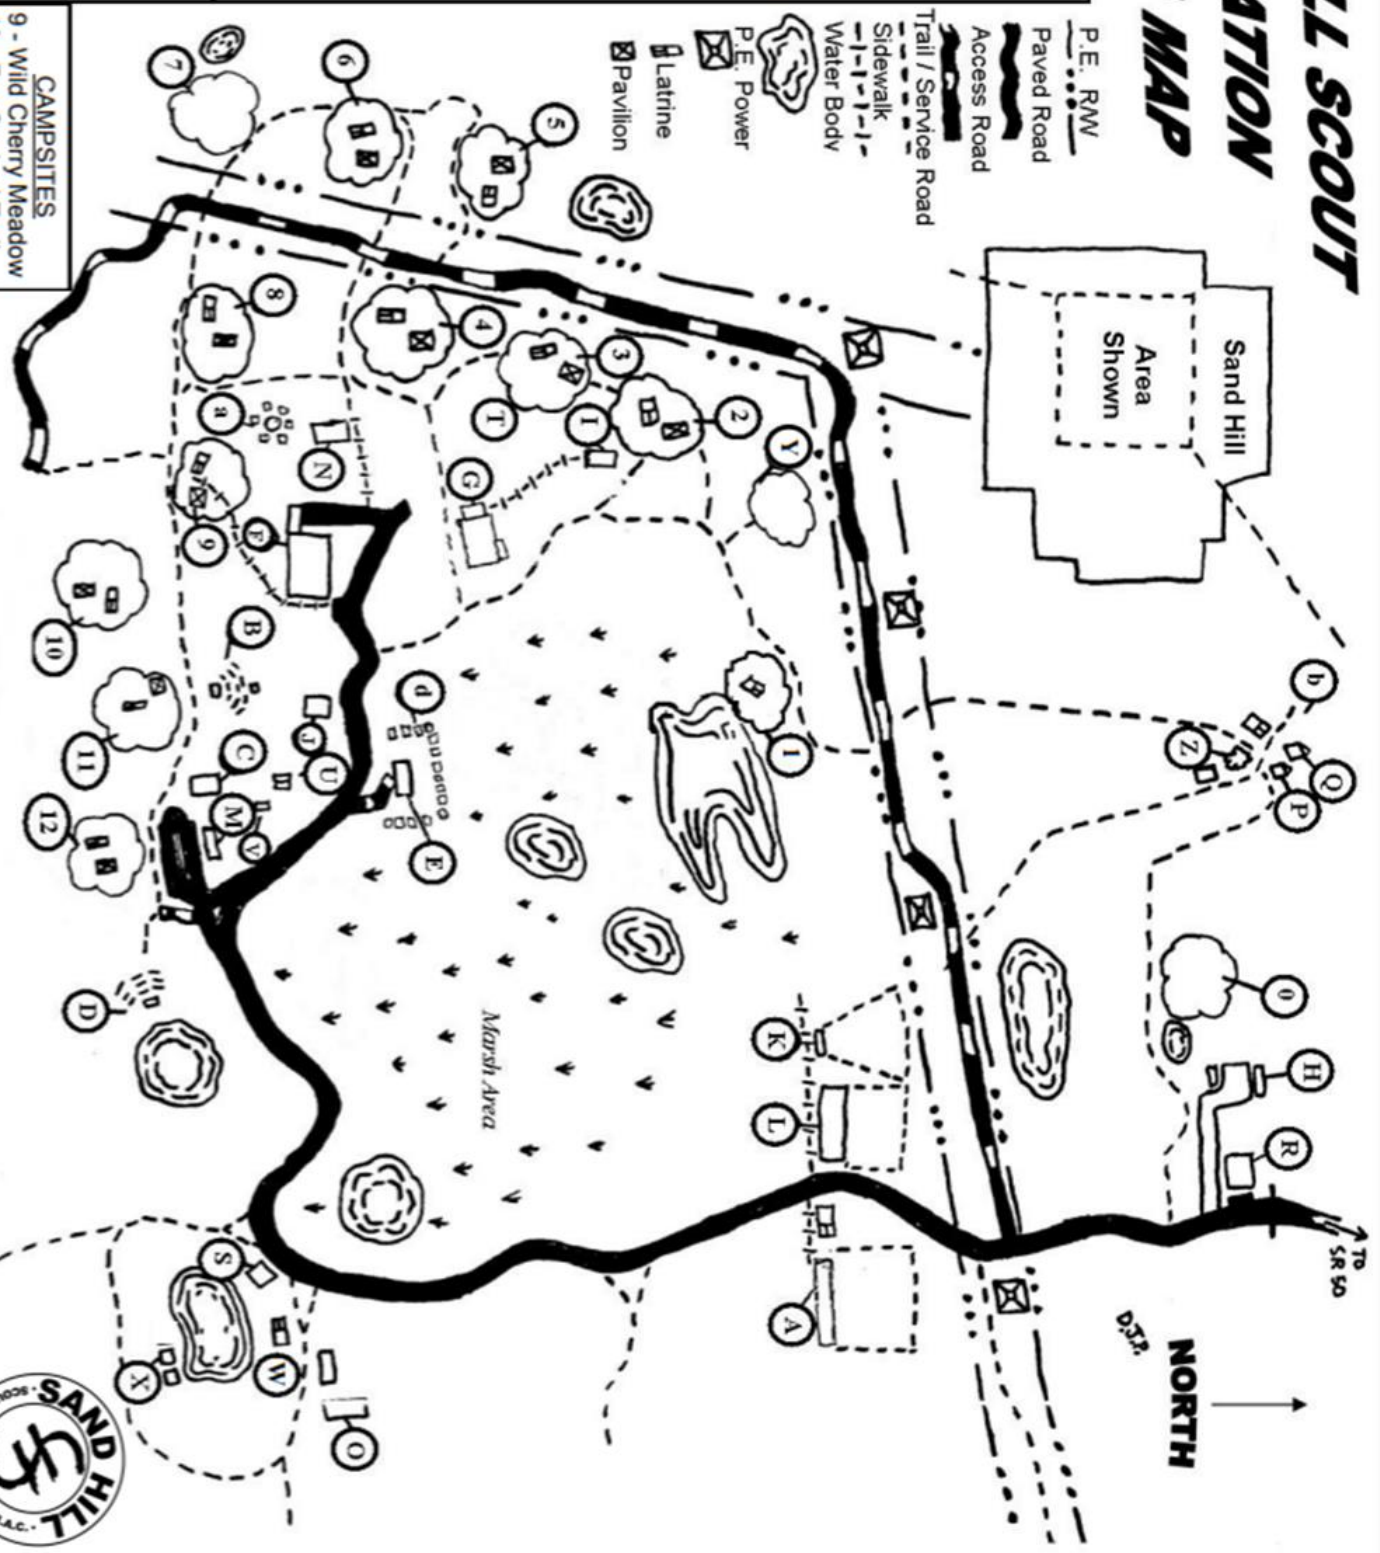 LL SCOUT
ATION
MAP
P.E. R/W
Paved Road
Access Road
Trail / Service Road
Sidewalk
Water Body
P.E. Power
Latrine
Pavilion
Sand Hill
Area
Shown
TO
SR 50
D.J.P.
NORTH
b
Q
Z
P
0
H
R
Y
2
3
I
T
G
4
5
6
7
8
a
N
9
F
B
10
11
12
C
J
U
M
V
d
E
1
D
K
L
A
Marsh Area
S
W
X
O
CAMPSITES
9 - Wild Cherry Meadow
SAND HILL